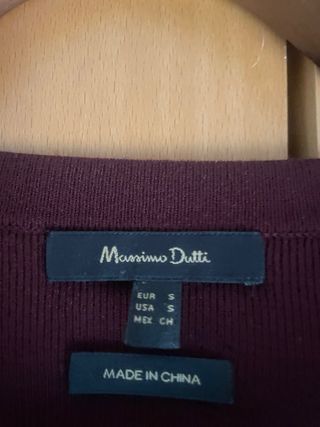 Massimo Dutti
EUR S
USA S
MEX CH
MADE IN CHINA